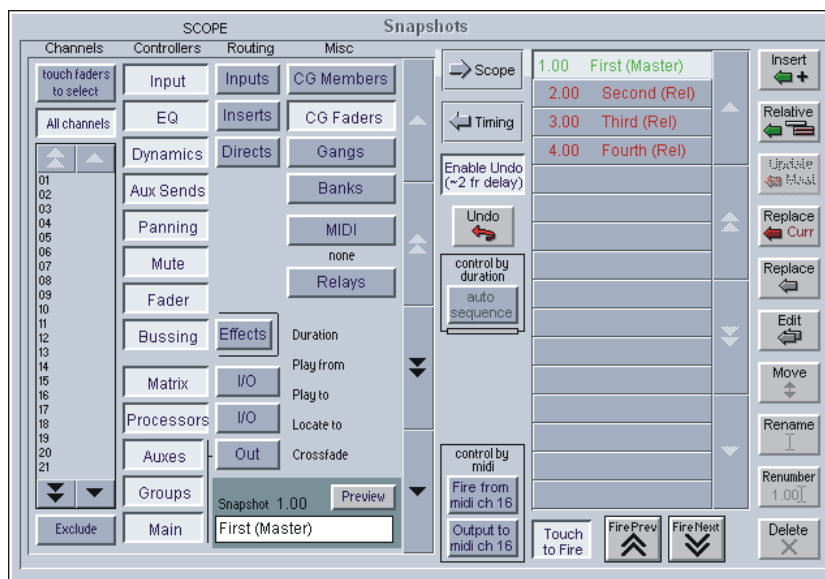 SCOPE
Snapshots
Channels Controllers Routing Misc
touch faders
to select
All channels
01
02
03
04
05
06
07
08
09
10
11
12
13
14
15
16
17
18
19
20
21
Exclude
Input
EQ
Dynamics
Aux Sends
Panning
Mute
Fader
Bussing
Matrix
Processors
Auxes
Groups
Main
Inputs
Inserts
Directs
Effects
I/O
I/O
Out
CG Members
CG Faders
Gangs
Banks
MIDI
none
Relays
Duration
Play from
Play to
Locate to
Crossfade
Snapshot 1.00 Preview
First (Master)
Scope
Timing
Enable Undo
(~2 fr delay)
Undo
control by
duration
auto
sequence
control by
midi
Fire from
midi ch 16
Output to
midi ch 16
1.00 First (Master)
2.00 Second (Rel)
3.00 Third (Rel)
4.00 Fourth (Rel)
Touch
to Fire
Fire Prev
Fire Next
Insert
+
Relative
Update
Mast
Replace
Curr
Replace
Edit
Move
Rename
Renumber
1.00
Delete